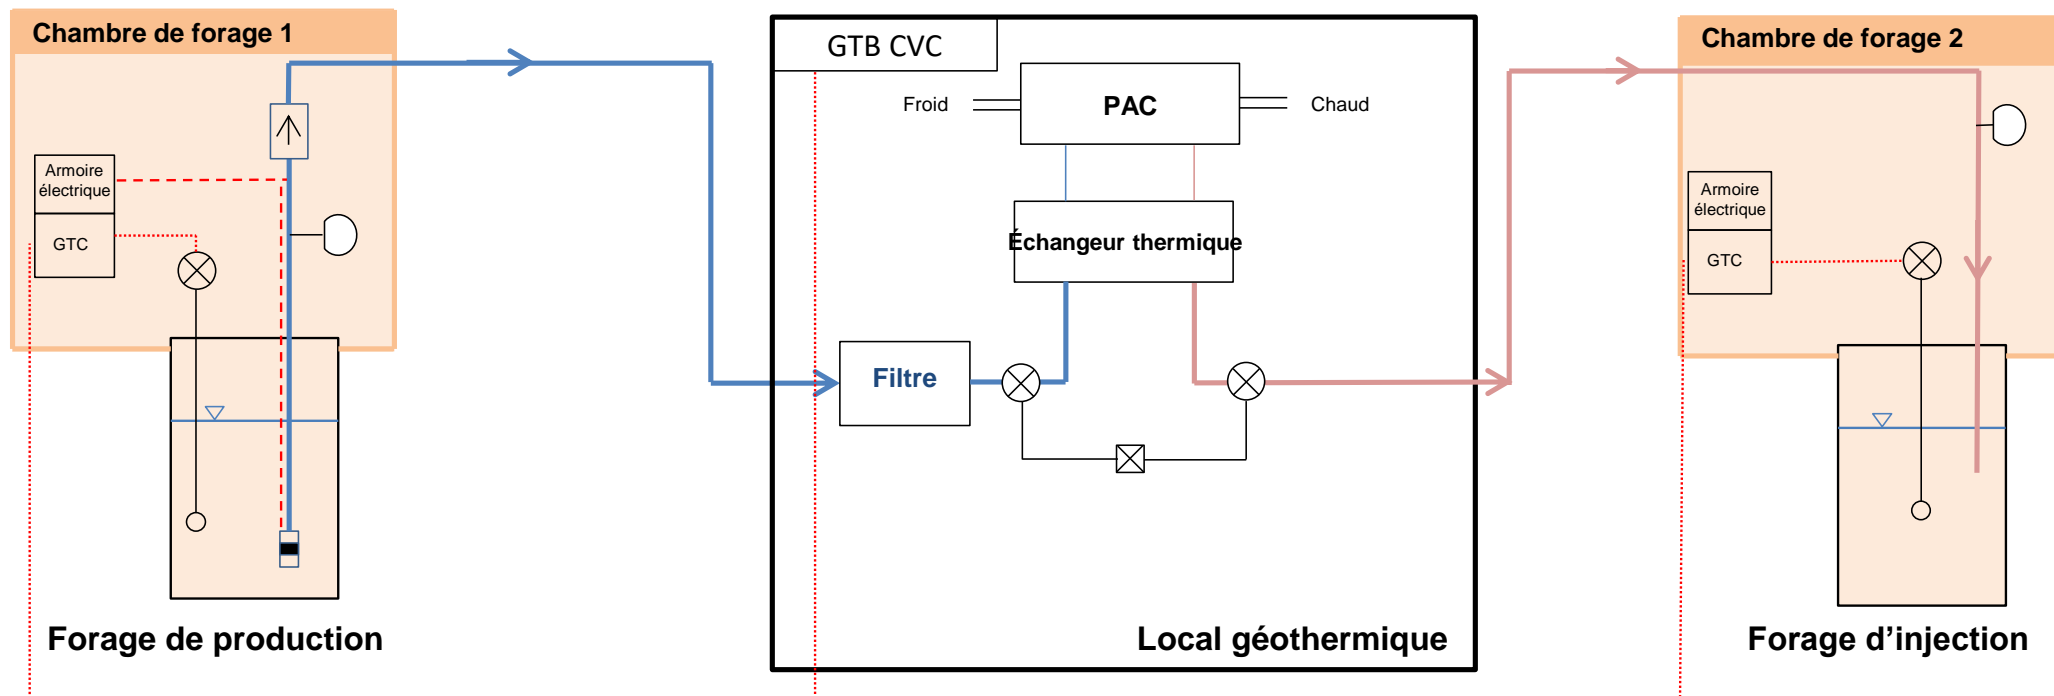 Chambre de forage 1
GTB CVC
Chambre de forage 2
Froid
PAC
Chaud
Armoire
électrique
GTC
Échangeur thermique
Armoire
électrique
GTC
Filtre
Forage de production
Local géothermique
Forage d’injection